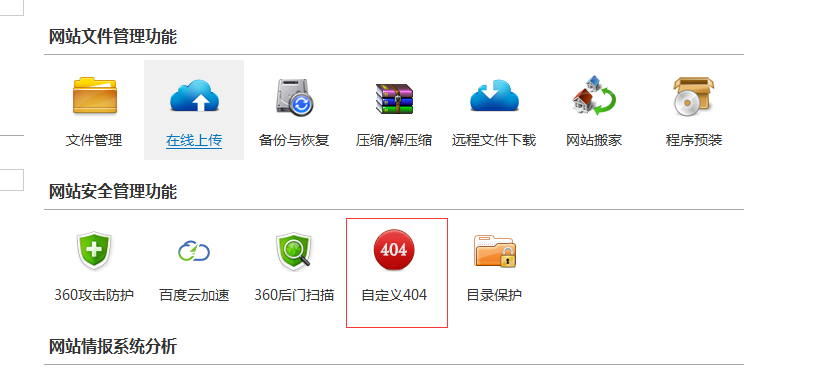 网站文件管理功能
文件管理 在线上传 备份与恢复 压缩/解压缩 远程文件下载 网站搬家 程序预装
网站安全管理功能
404
360攻击防护 百度云加速 360后门扫描 自定义404 目录保护
网站情报系统分析